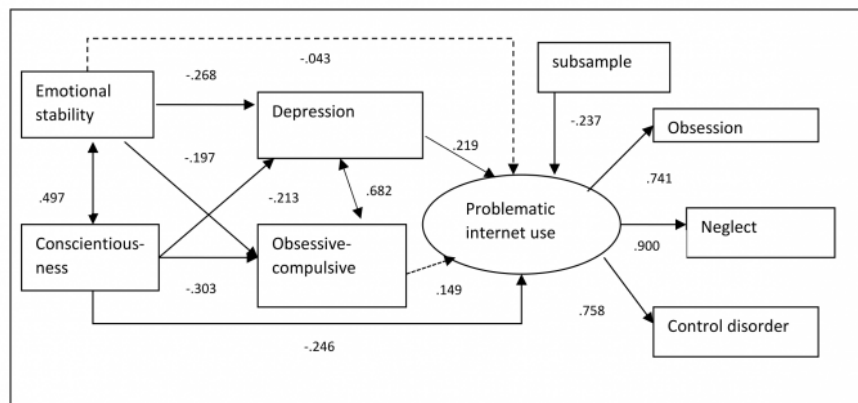 -.043
subsample
-.268
Emotional
stability
Depression
-.237
Obsession
.219
-.197
.741
.497
-.213
.682
Problematic
internet use
Neglect
Conscientious-
ness
Obsessive-
compulsive
.900
.149
-.303
.758
Control disorder
-.246